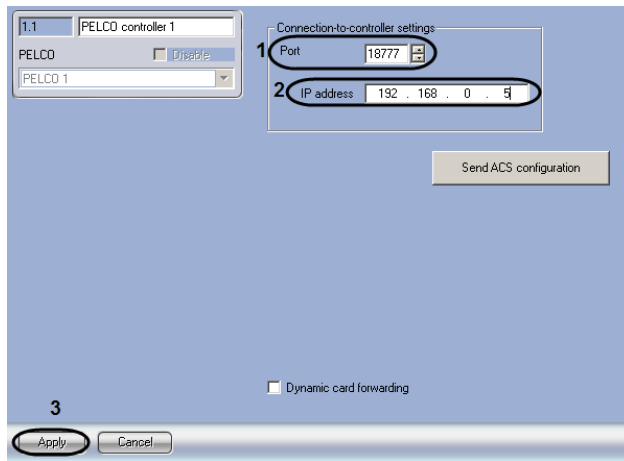 1.1 PELCO controller 1
PELCO Disable
PELCO 1
Connection-to-controller settings
1 Port 18777
2 IP address 192 . 168 . 0 . 5
Send ACS configuration
Dynamic card forwarding
3
Apply Cancel